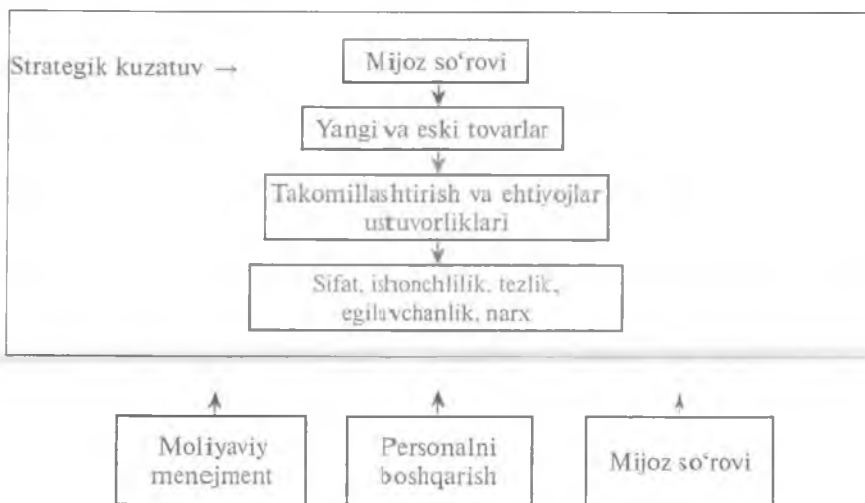 Strategik kuzatuv →
Mijoz so‘rovi
Yangi va eski tovarlar
Takomillashtirish va ehtiyojlar
ustuvorliklari
Sifat, ishonchlilik, tezlik,
egiluvchanlik, narx
Moliyaviy
menejment
Personalni
boshqarish
Mijoz so‘rovi